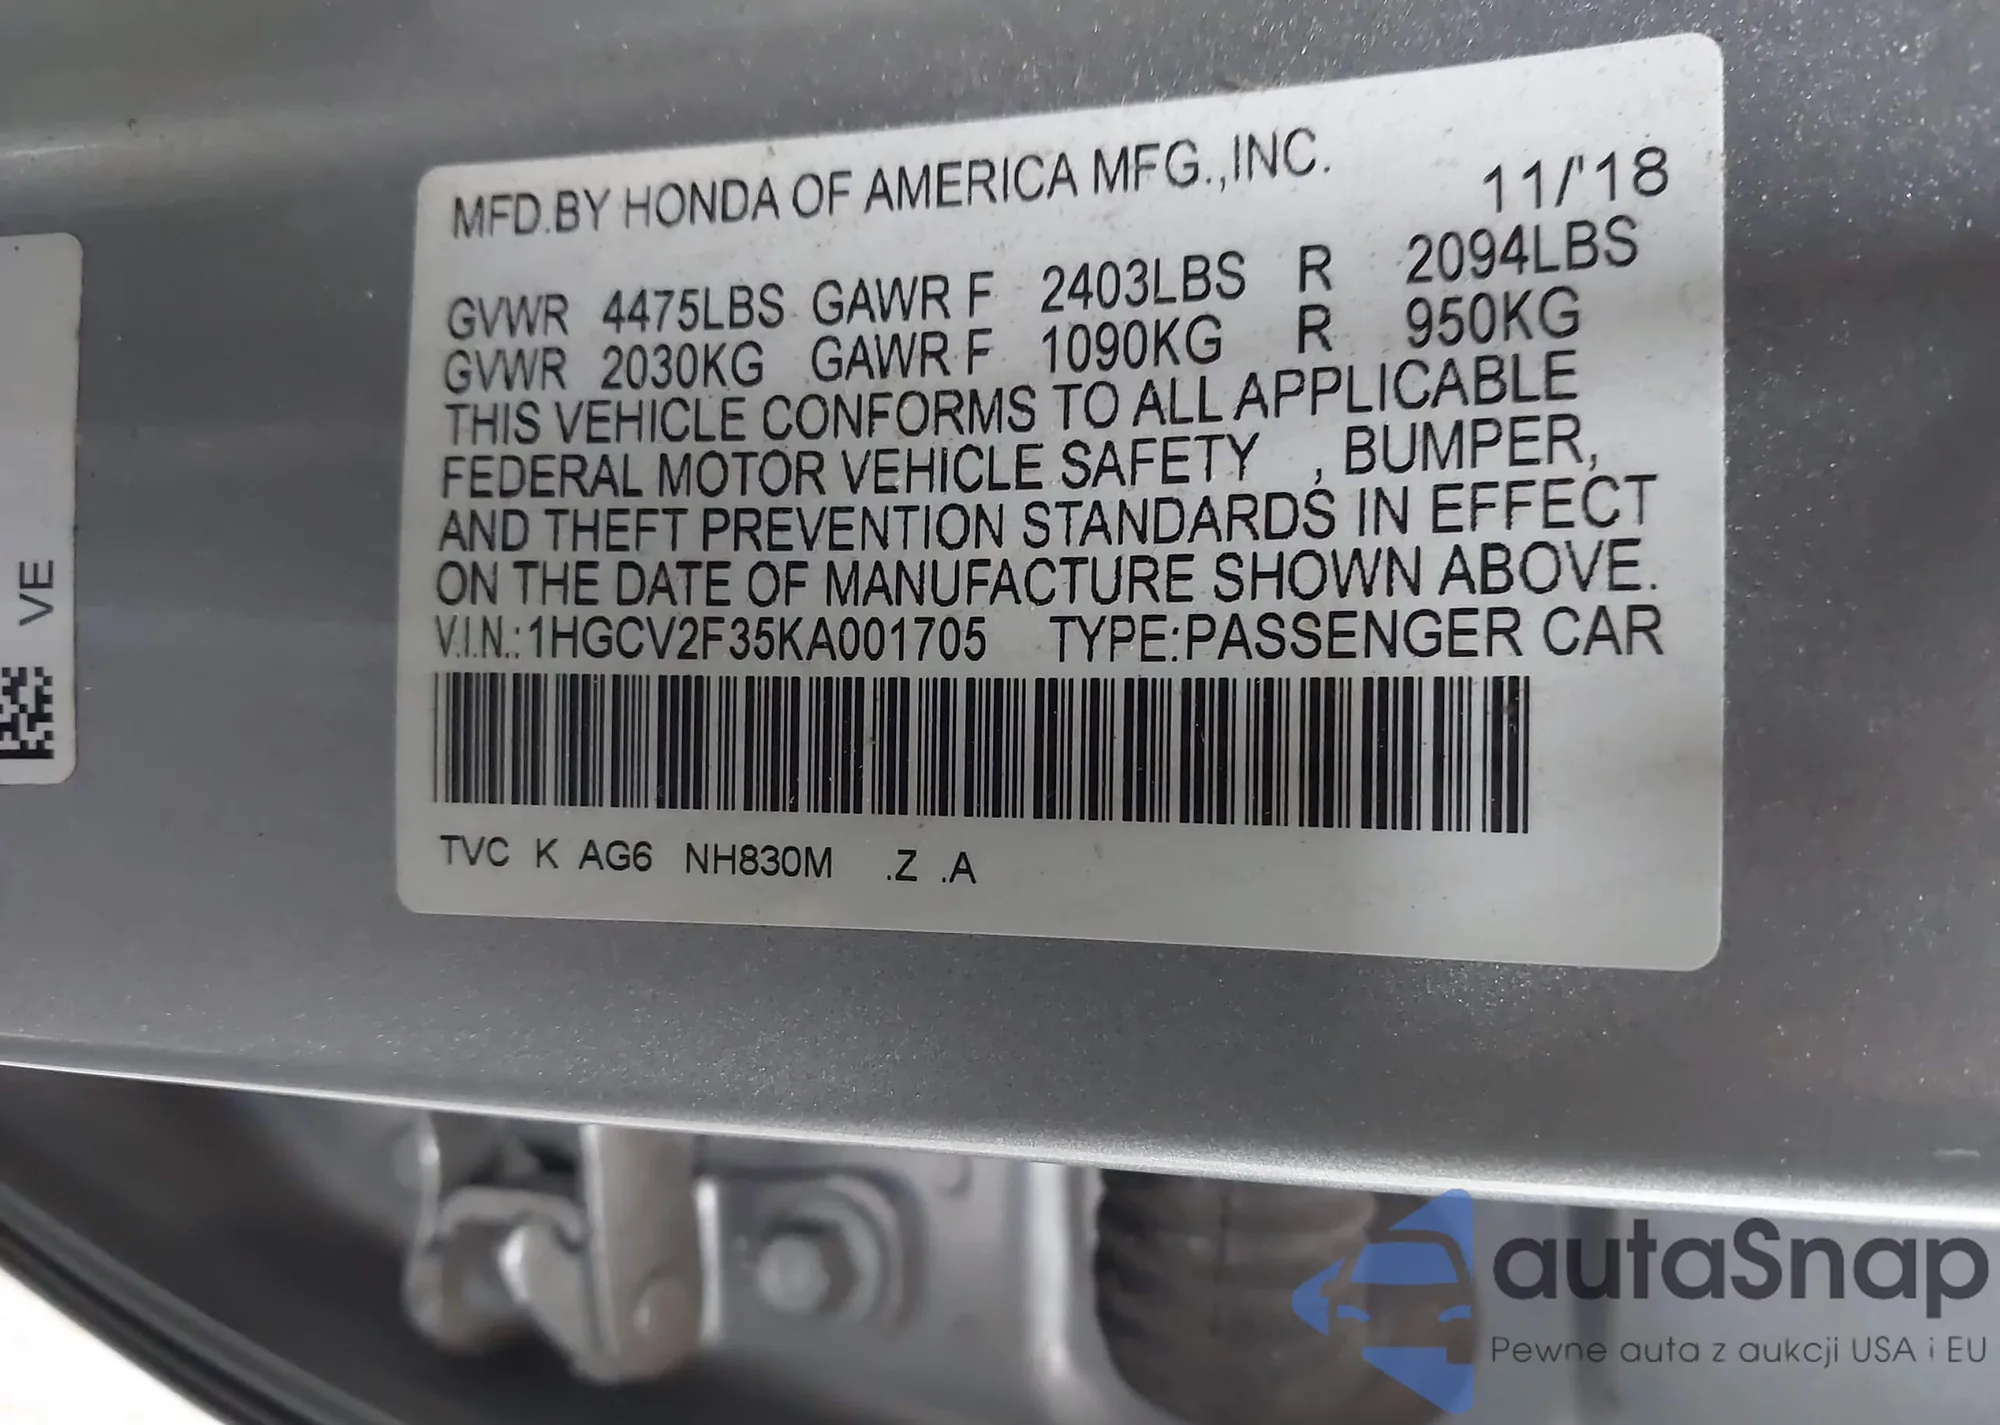 MFD.BY HONDA OF AMERICA MFG.,INC. 11/'18
GVWR 4475LBS GAWR F 2403LBS R 2094LBS
GVWR 2030KG GAWR F 1090KG R 950KG
THIS VEHICLE CONFORMS TO ALL APPLICABLE
FEDERAL MOTOR VEHICLE SAFETY , BUMPER,
AND THEFT PREVENTION STANDARDS IN EFFECT
ON THE DATE OF MANUFACTURE SHOWN ABOVE.
V.I.N.:1HGCV2F35KA001705 TYPE:PASSENGER CAR
TVC K AG6 NH830M .Z .A
VE
autaSnap
Pewne auta z aukcji USA i EU